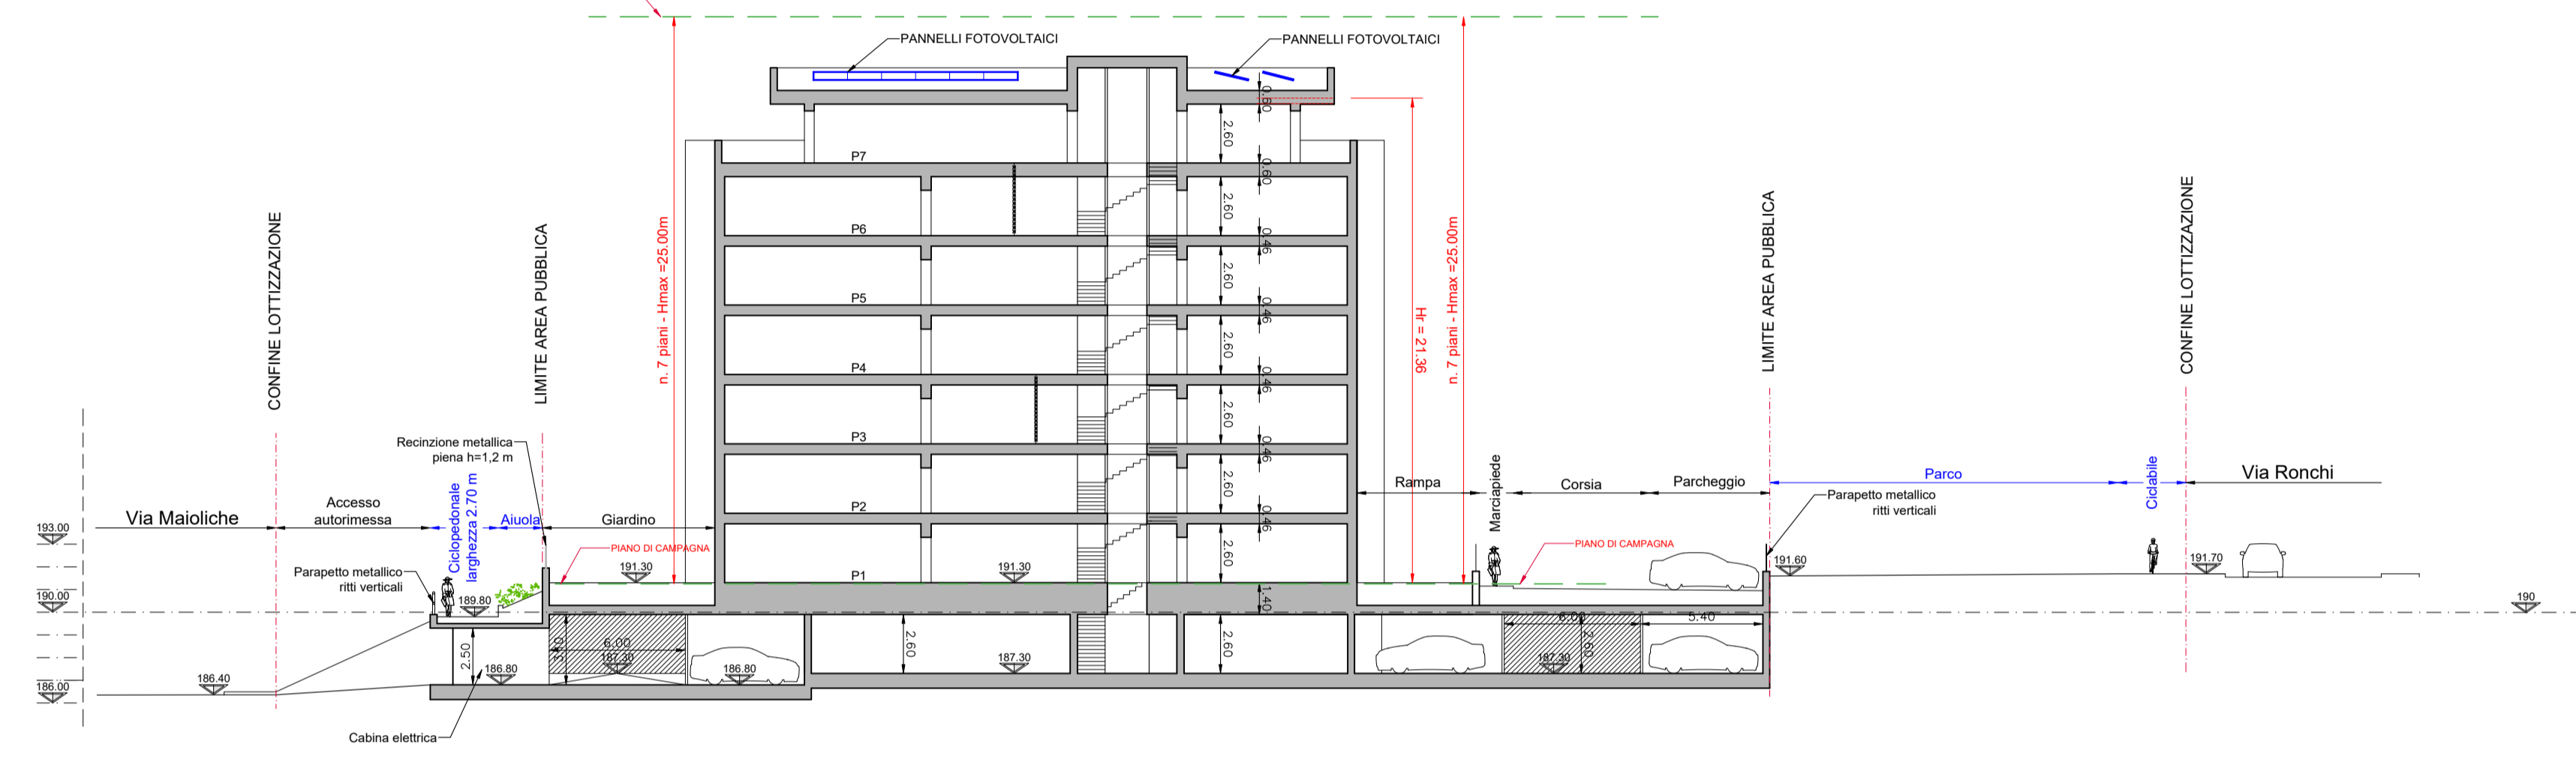 PANNELLI FOTOVOLTAICI
PANNELLI FOTOVOLTAICI
0.60
2.60
P7
0.60
2.60
P6
0.46
2.60
P5
0.46
2.60
P4
0.46
2.60
P3
0.46
2.60
P2
0.46
2.60
P1
1.40
CONFINE LOTTIZZAZIONE
LIMITE AREA PUBBLICA
n. 7 piani - Hmax =25.00m
Hr = 21.36
n. 7 piani - Hmax =25.00m
LIMITE AREA PUBBLICA
CONFINE LOTTIZZAZIONE
Recinzione metallica
piena h=1,2 m
Via Maioliche
Accesso
autorimessa
Ciclopedonale
larghezza 2.70 m
Aiuola
Giardino
Rampa
Marciapiede
Corsia
Parcheggio
Parco
Ciclabile
Via Ronchi
Parapetto metallico
ritti verticali
193.00
190.00
186.00
PIANO DI CAMPAGNA
PIANO DI CAMPAGNA
Parapetto metallico
ritti verticali
191.30
191.30
191.60
191.70
189.80
190
2.50
6.00
187.30
186.80
186.80
2.60
187.30
2.60
6.00
2.60
187.30
5.40
186.40
Cabina elettrica